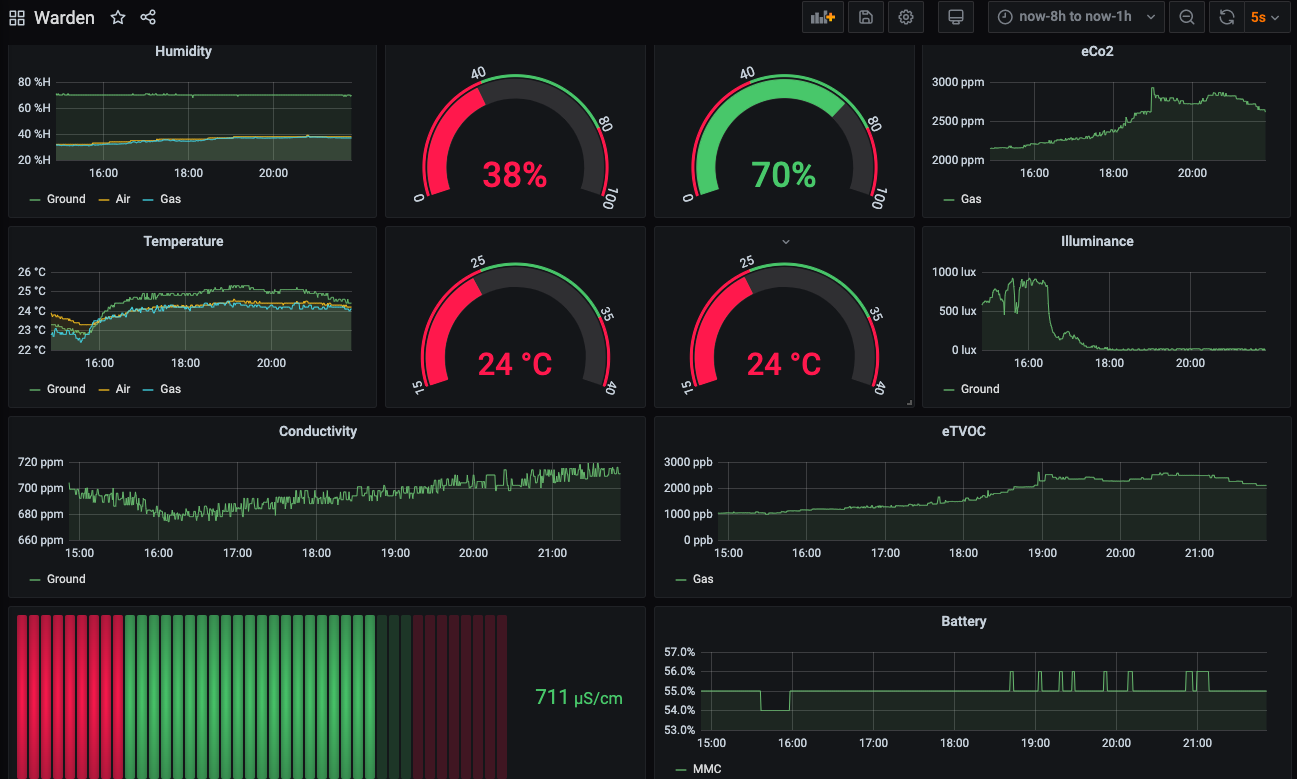 Warden
now-8h to now-1h
5s
Humidity
80 %H
60 %H
40 %H
20 %H
16:00 18:00 20:00
Ground Air Gas
0 40 80 100
38%
0 40 80 100
70%
eCo2
3000 ppm
2500 ppm
2000 ppm
16:00 18:00 20:00
Gas
Temperature
26 °C
25 °C
24 °C
23 °C
22 °C
16:00 18:00 20:00
Ground Air Gas
15 25 35 40
24 °C
15 25 35 40
24 °C
Illuminance
1000 lux
500 lux
0 lux
16:00 18:00 20:00
Ground
Conductivity
720 ppm
700 ppm
680 ppm
660 ppm
15:00 16:00 17:00 18:00 19:00 20:00 21:00
Ground
eTVOC
3000 ppb
2000 ppb
1000 ppb
0 ppb
15:00 16:00 17:00 18:00 19:00 20:00 21:00
Gas
711 µS/cm
Battery
57.0%
56.0%
55.0%
54.0%
53.0%
15:00 16:00 17:00 18:00 19:00 20:00 21:00
MMC